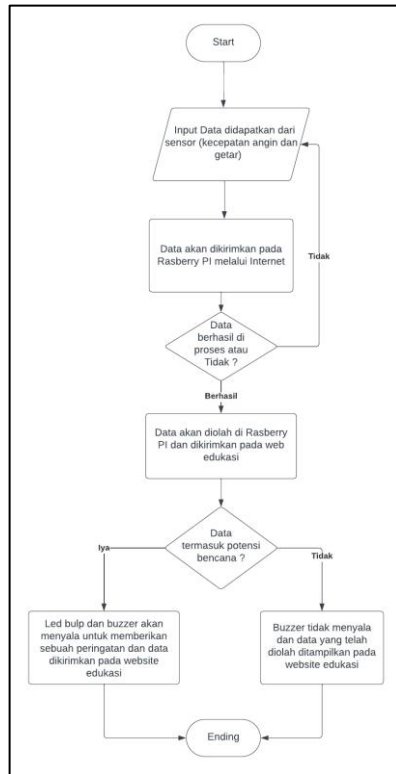 Start
Input Data didapatkan dari
sensor (kecepatan angin dan
getar)
Data akan dikirimkan pada
Rasberry PI melalui Internet
Tidak
Data
berhasil di
proses atau
Tidak ?
Berhasil
Data akan diolah di Rasberry
PI dan dikirimkan pada web
edukasi
Data
termasuk potensi
bencana ?
Iya
Tidak
Led bulp dan buzzer akan
menyala untuk memberikan
sebuah peringatan dan data
dikirimkan pada website
edukasi
Buzzer tidak menyala
dan data yang telah
diolah ditampilkan pada
website edukasi
Ending